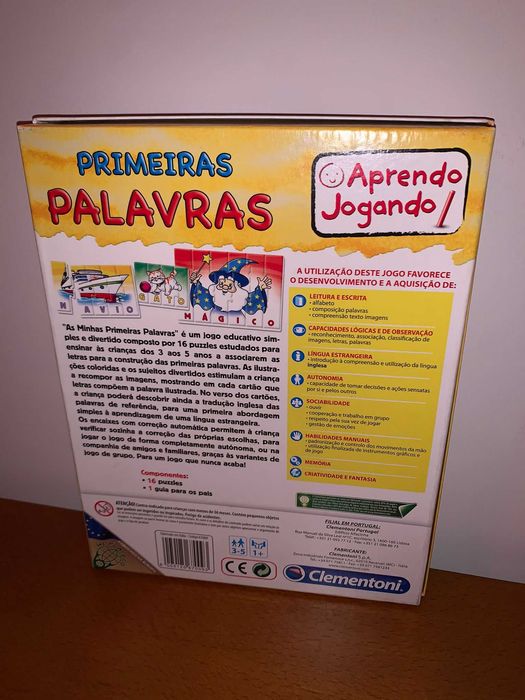 PRIMEIRAS
PALAVRAS
Aprendo
Jogando!
NAVIO
GATO
MÁGICO
"As Minhas Primeiras Palavras" é um jogo educativo sim-
ples e divertido composto por 16 puzzles estudados para
ensinar às crianças dos 3 aos 5 anos a associarem as
letras para a construção das primeiras palavras. As ilustra-
ções coloridas e os sujeitos divertidos estimulam a criança
a recompor as imagens, mostrando em cada cartão que
letras compõem a palavra ilustrada. No verso dos cartões,
a criança poderá descobrir ainda a tradução inglesa das
palavras de referência, para uma primeira abordagem
simples à aprendizagem de uma língua estrangeira.
Os encaixes com correção automática permitem à criança
verificar sozinha a correção das próprias escolhas, para
jogar o jogo de forma completamente autónoma, ou na
companhia de amigos e familiares, graças às variantes de
jogo de grupo. Para um jogo que nunca acaba!
Componentes:
• 16 puzzles
• 1 guia para os pais
A UTILIZAÇÃO DESTE JOGO FAVORECE
O DESENVOLVIMENTO E A AQUISIÇÃO DE:
LEITURA E ESCRITA
• alfabeto
• composição palavras
• compreensão texto imagens
CAPACIDADES LÓGICAS E DE OBSERVAÇÃO
• reconhecimento, associação, classificação de
imagens, letras, palavras
LÍNGUA ESTRANGEIRA
• introdução à compreensão e utilização da língua
inglesa
AUTONOMIA
• capacidade de tomar decisões e ações sensatas
por si e pelos outros
SOCIABILIDADE
• ouvir
• cooperação e trabalho em grupo
• respeito pela sua vez de jogar
• gestão de emoções
HABILIDADES MANUAIS
• padronização e controlo dos movimentos da mão
• utilização finalizada de instrumentos gráficos e
de jogo
MEMÓRIA
CRIATIVIDADE E FANTASIA
ATENÇÃO!
3-5
1+
CE
FILIAL EM PORTUGAL:
Clementoni Portugal
FABRICANTE:
Clementoni S.p.A.
www.clementoni.com
Clementoni